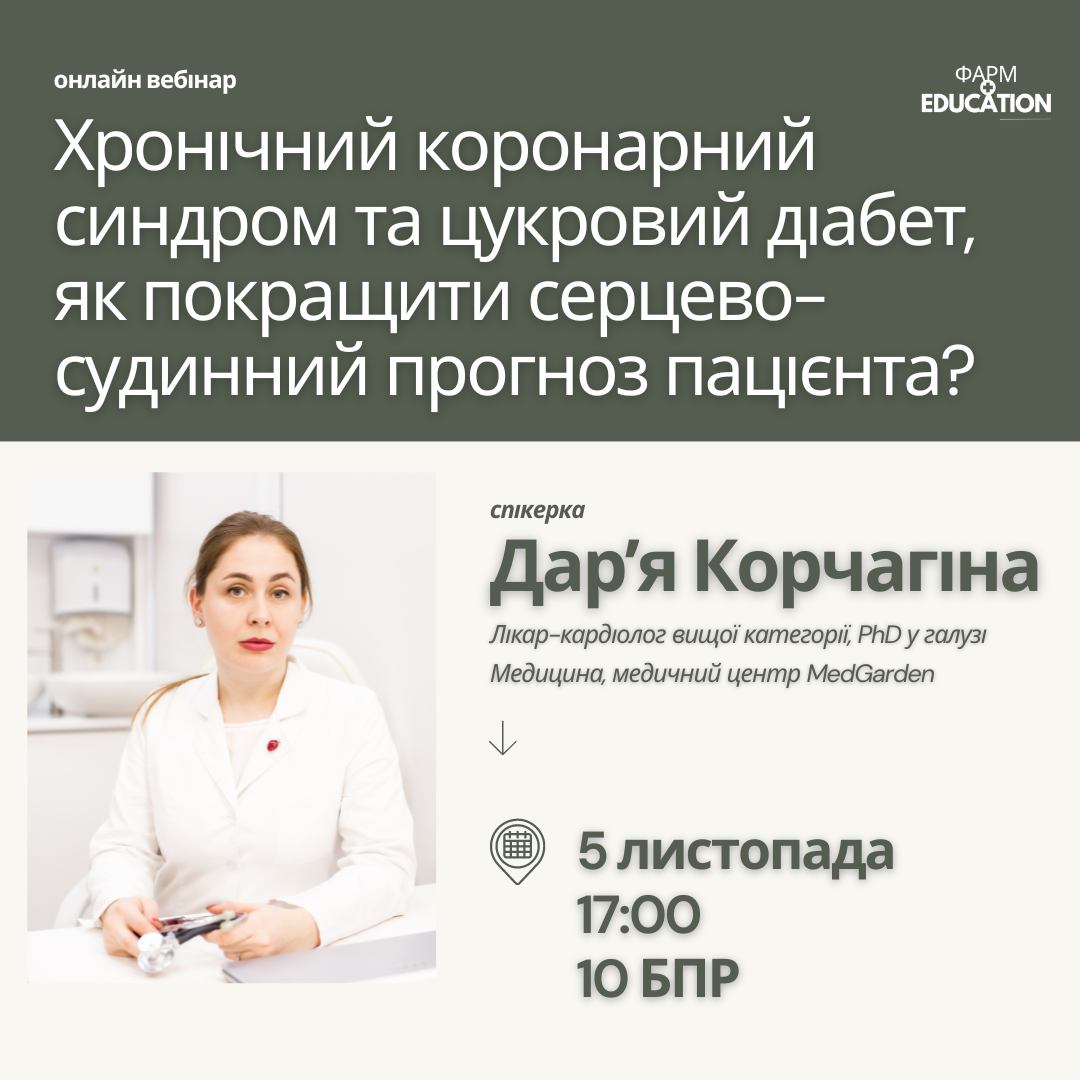 онлайн вебінар
ФАРМ
EDUCATION
Хронічний коронарний
синдром та цукровий діабет,
як покращити серцево-
судинний прогноз пацієнта?
спікерка
Дар’я Корчагіна
Лікар-кардіолог вищої категорії, PhD у галузі
Медицина, медичний центр MedGarden
5 листопада
17:00
10 БПР